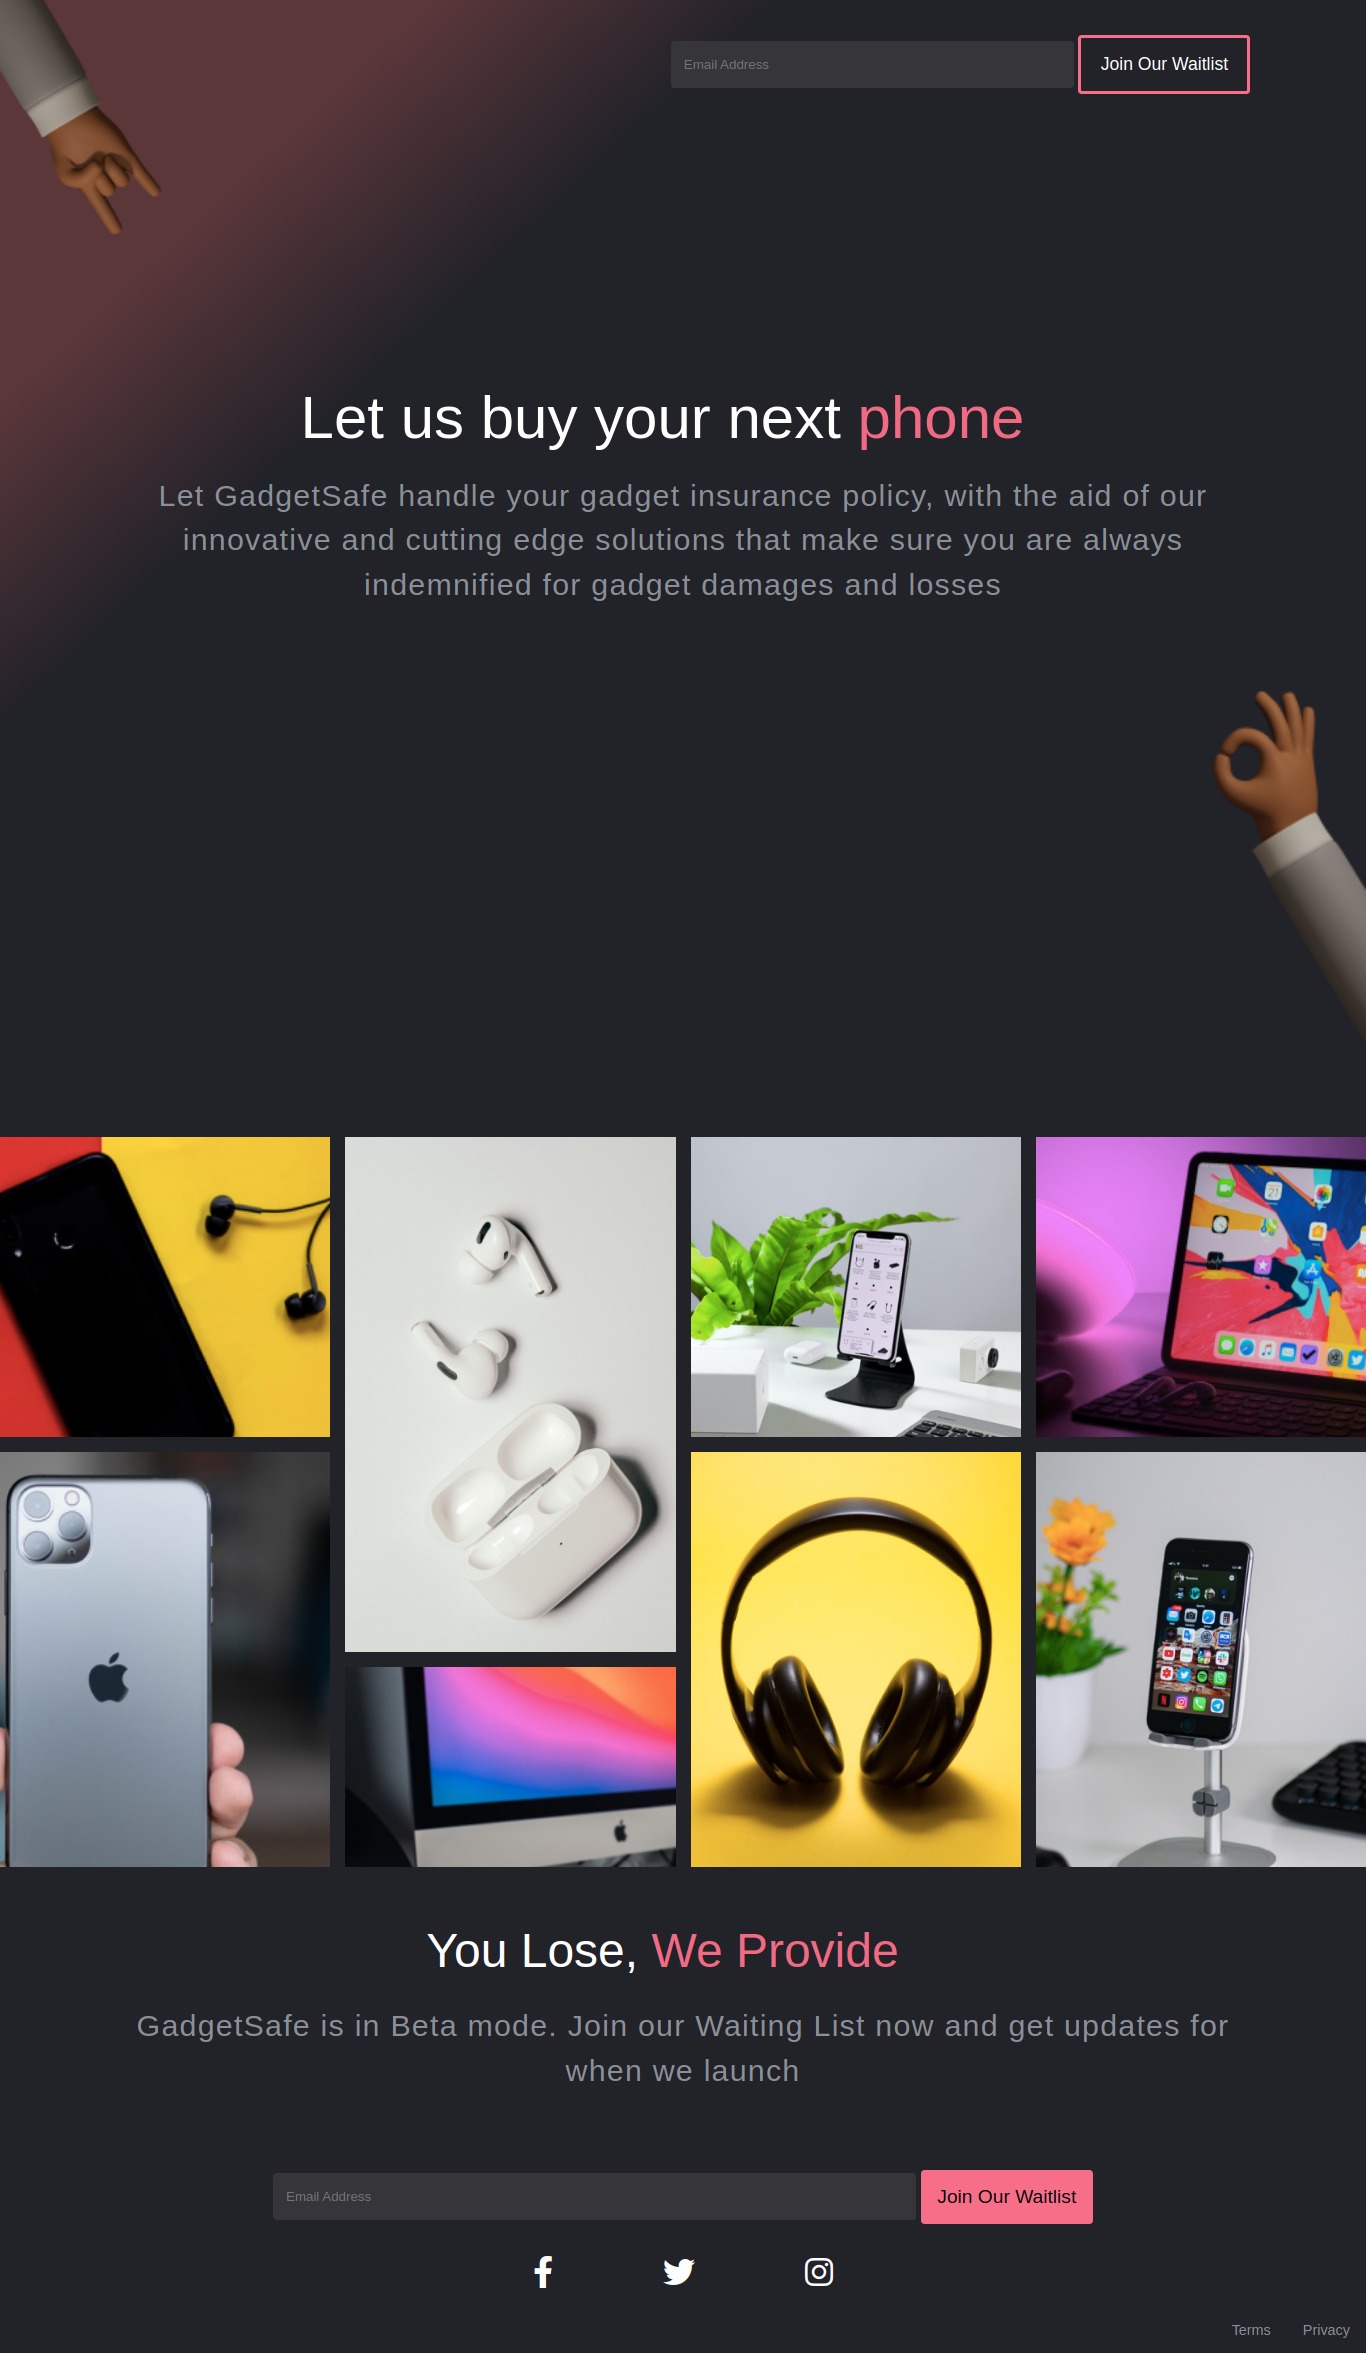 Email Address
Join Our Waitlist
Let us buy your next phone
Let GadgetSafe handle your gadget insurance policy, with the aid of our
innovative and cutting edge solutions that make sure you are always
indemnified for gadget damages and losses
You Lose, We Provide
GadgetSafe is in Beta mode. Join our Waiting List now and get updates for
when we launch
Email Address
Join Our Waitlist
Terms
Privacy